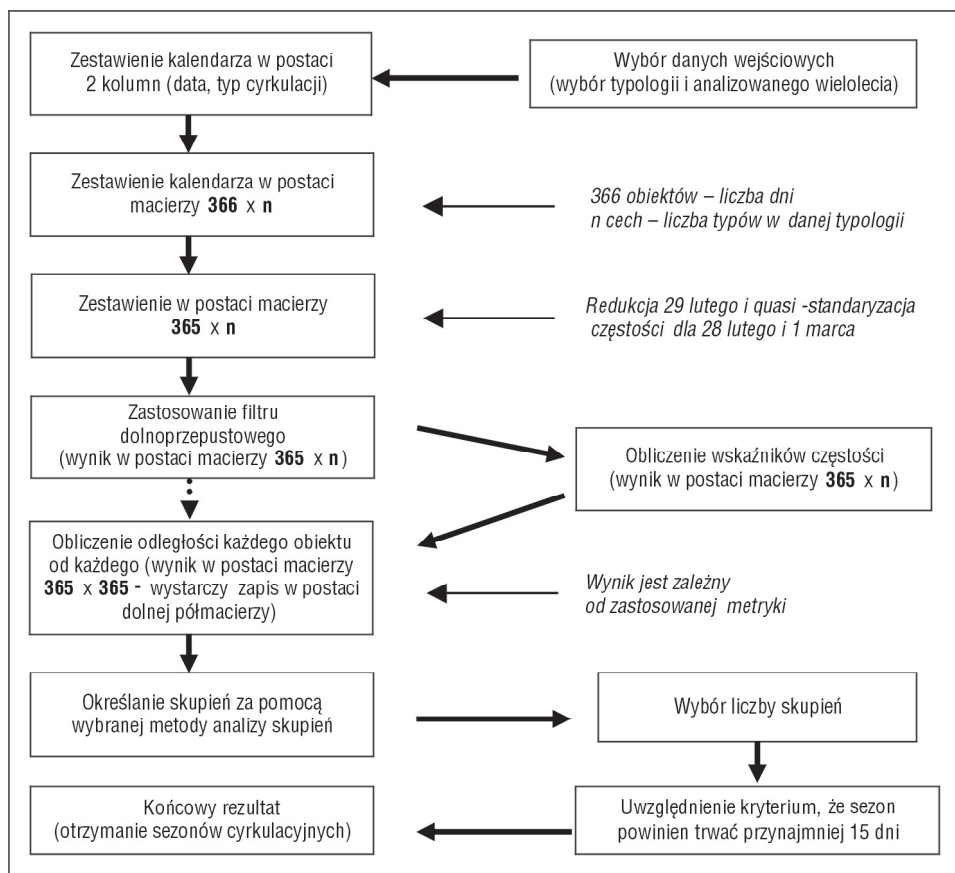 Zestawienie kalendarza w postaci
2 kolumn (data, typ cyrkulacji)
Wybór danych wejściowych
(wybór typologii i analizowanego wielolecia)
Zestawienie kalendarza w postaci
macierzy 366 x n
366 obiektów – liczba dni
n cech – liczba typów w danej typologii
Zestawienie w postaci macierzy
365 x n
Redukcja 29 lutego i quasi -standaryzacja
częstości dla 28 lutego i 1 marca
Zastosowanie filtru
dolnoprzepustowego
(wynik w postaci macierzy 365 x n)
Obliczenie wskaźników częstości
(wynik w postaci macierzy 365 x n)
Obliczenie odległości każdego obiektu
od każdego (wynik w postaci macierzy
365 x 365 - wystarczy zapis w postaci
dolnej półmacierzy)
Wynik jest zależny
od zastosowanej metryki
Określanie skupień za pomocą
wybranej metody analizy skupień
Wybór liczby skupień
Uwzględnienie kryterium, że sezon
powinien trwać przynajmniej 15 dni
Końcowy rezultat
(otrzymanie sezonów cyrkulacyjnych)